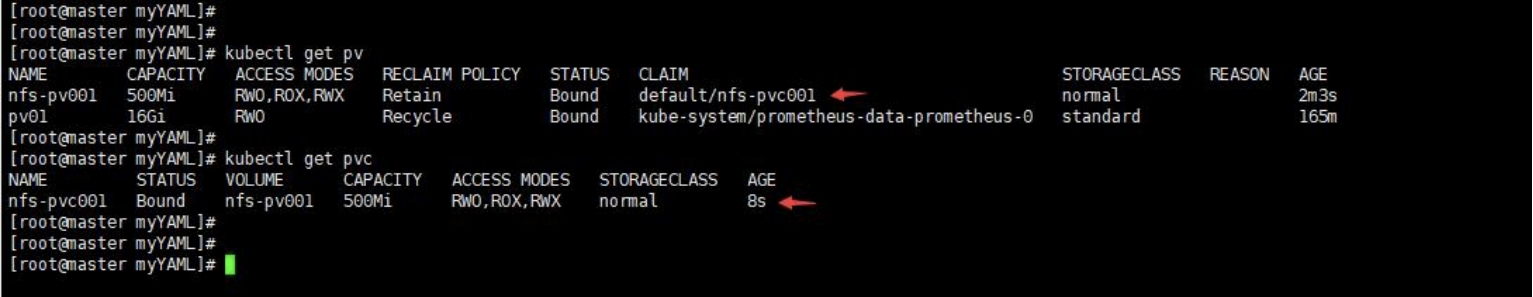 [root@master myYAML]#
[root@master myYAML]#
[root@master myYAML]# kubectl get pv
NAME CAPACITY ACCESS MODES RECLAIM POLICY STATUS CLAIM STORAGECLASS REASON AGE
nfs-pv001 500Mi RWO,ROX,RWX Retain Bound default/nfs-pvc001 normal 2m3s
pv01 16Gi RWO Recycle Bound kube-system/prometheus-data-prometheus-0 standard 165m
[root@master myYAML]#
[root@master myYAML]# kubectl get pvc
NAME STATUS VOLUME CAPACITY ACCESS MODES STORAGECLASS AGE
nfs-pvc001 Bound nfs-pv001 500Mi RWO,ROX,RWX normal 8s
[root@master myYAML]#
[root@master myYAML]#
[root@master myYAML]#